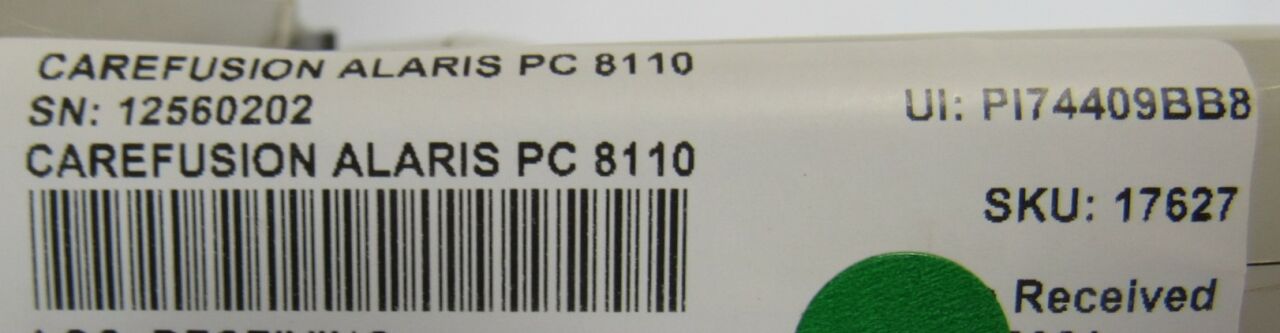 CAREFUSION ALARIS PC 8110
SN: 12560202
UI: PI74409BB8
CAREFUSION ALARIS PC 8110
SKU: 17627
Received